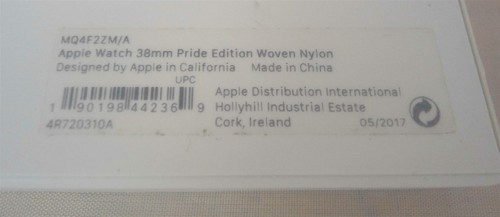 MQ4F2ZM/A
Apple Watch 38mm Pride Edition Woven Nylon
Designed by Apple in California Made in China
UPC
1 90198 44236 9
4R720310A
Apple Distribution International
Hollyhill Industrial Estate
Cork, Ireland
05/2017